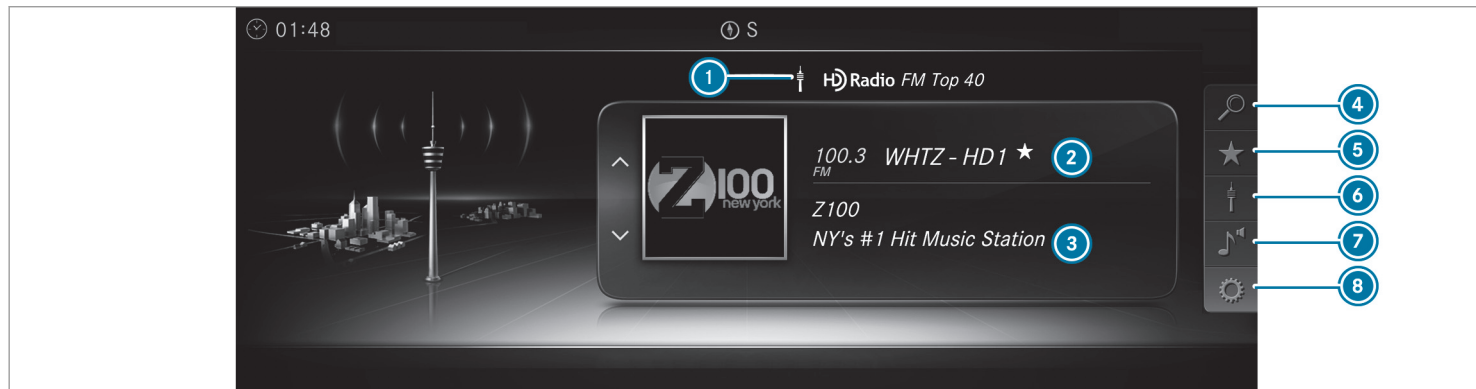 01:48
S
1
HD Radio FM Top 40
100.3 WHTZ - HD1 ★ 2
FM
Z100
new york
Z100
NY's #1 Hit Music Station 3
4
5
6
7
8